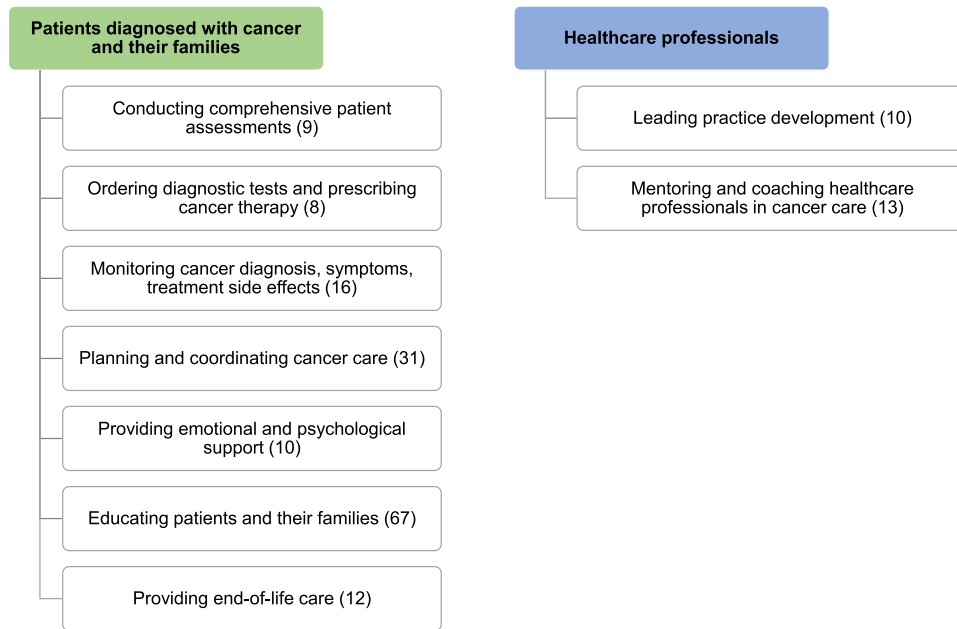 Patients diagnosed with cancer
and their families
Conducting comprehensive patient
assessments (9)
Ordering diagnostic tests and prescribing
cancer therapy (8)
Monitoring cancer diagnosis, symptoms,
treatment side effects (16)
Planning and coordinating cancer care (31)
Providing emotional and psychological
support (10)
Educating patients and their families (67)
Providing end-of-life care (12)
Healthcare professionals
Leading practice development (10)
Mentoring and coaching healthcare
professionals in cancer care (13)